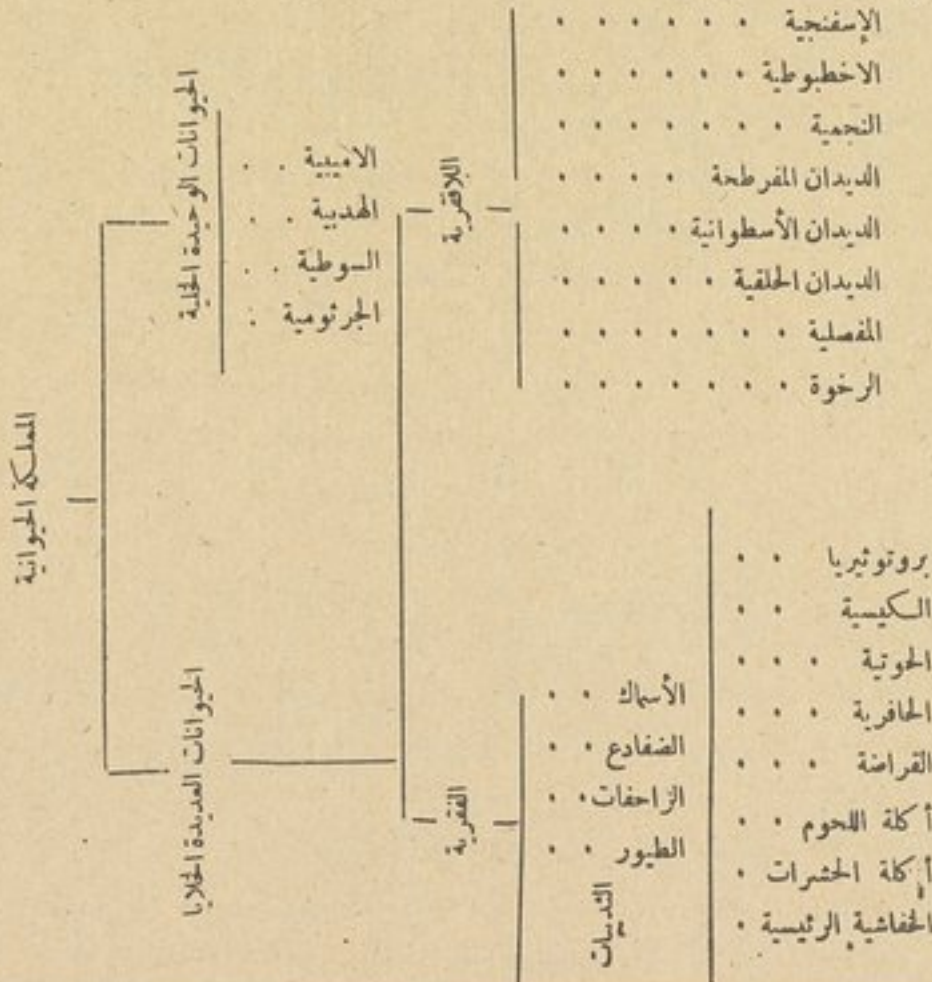 المملكة الحيوانية
الحيوانات الوحيدة الخلية
الاميبية . .
الهدبية . .
السوطية . .
الجرثومية .
الحيوانات العديدة الخلايا
اللافقرية
الإسفنجية . . . . . .
الاخطبوطية . . . . . .
النجمية . . . . . . .
الديدان المفرطحة . . . .
الديدان الأسطوانية . . . .
الديدان الحلقية . . . . .
المفصلية . . . . . . .
الرخوة . . . . . . .
الفقرية
الأسماك . .
الضفادع . .
الزاحفات . .
الطيور . .
الثدييات
بروتوثيريا . .
الكيسية . .
الحوتية . . .
الحافرية . . .
القراضة . . .
أكلة اللحوم . .
أكلة الحشرات .
الخفاشية الرئيسية .